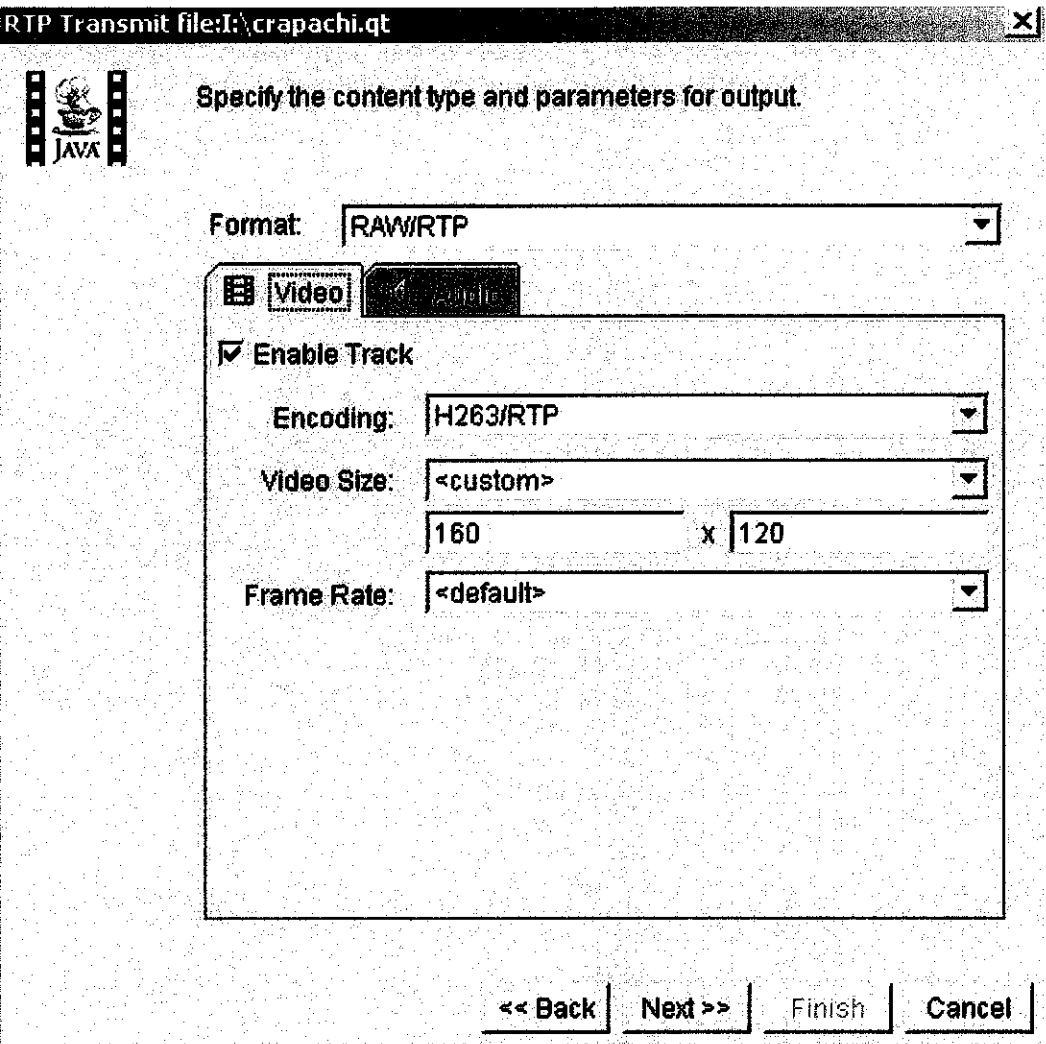 RTP Transmit file:I:\crapachi.qt
JAVA
Specify the content type and parameters for output.
Format: RAW/RTP
Video Audio
Enable Track
Encoding: H263/RTP
Video Size: <custom>
160 x 120
Frame Rate: <default>
<< Back Next >> Finish Cancel